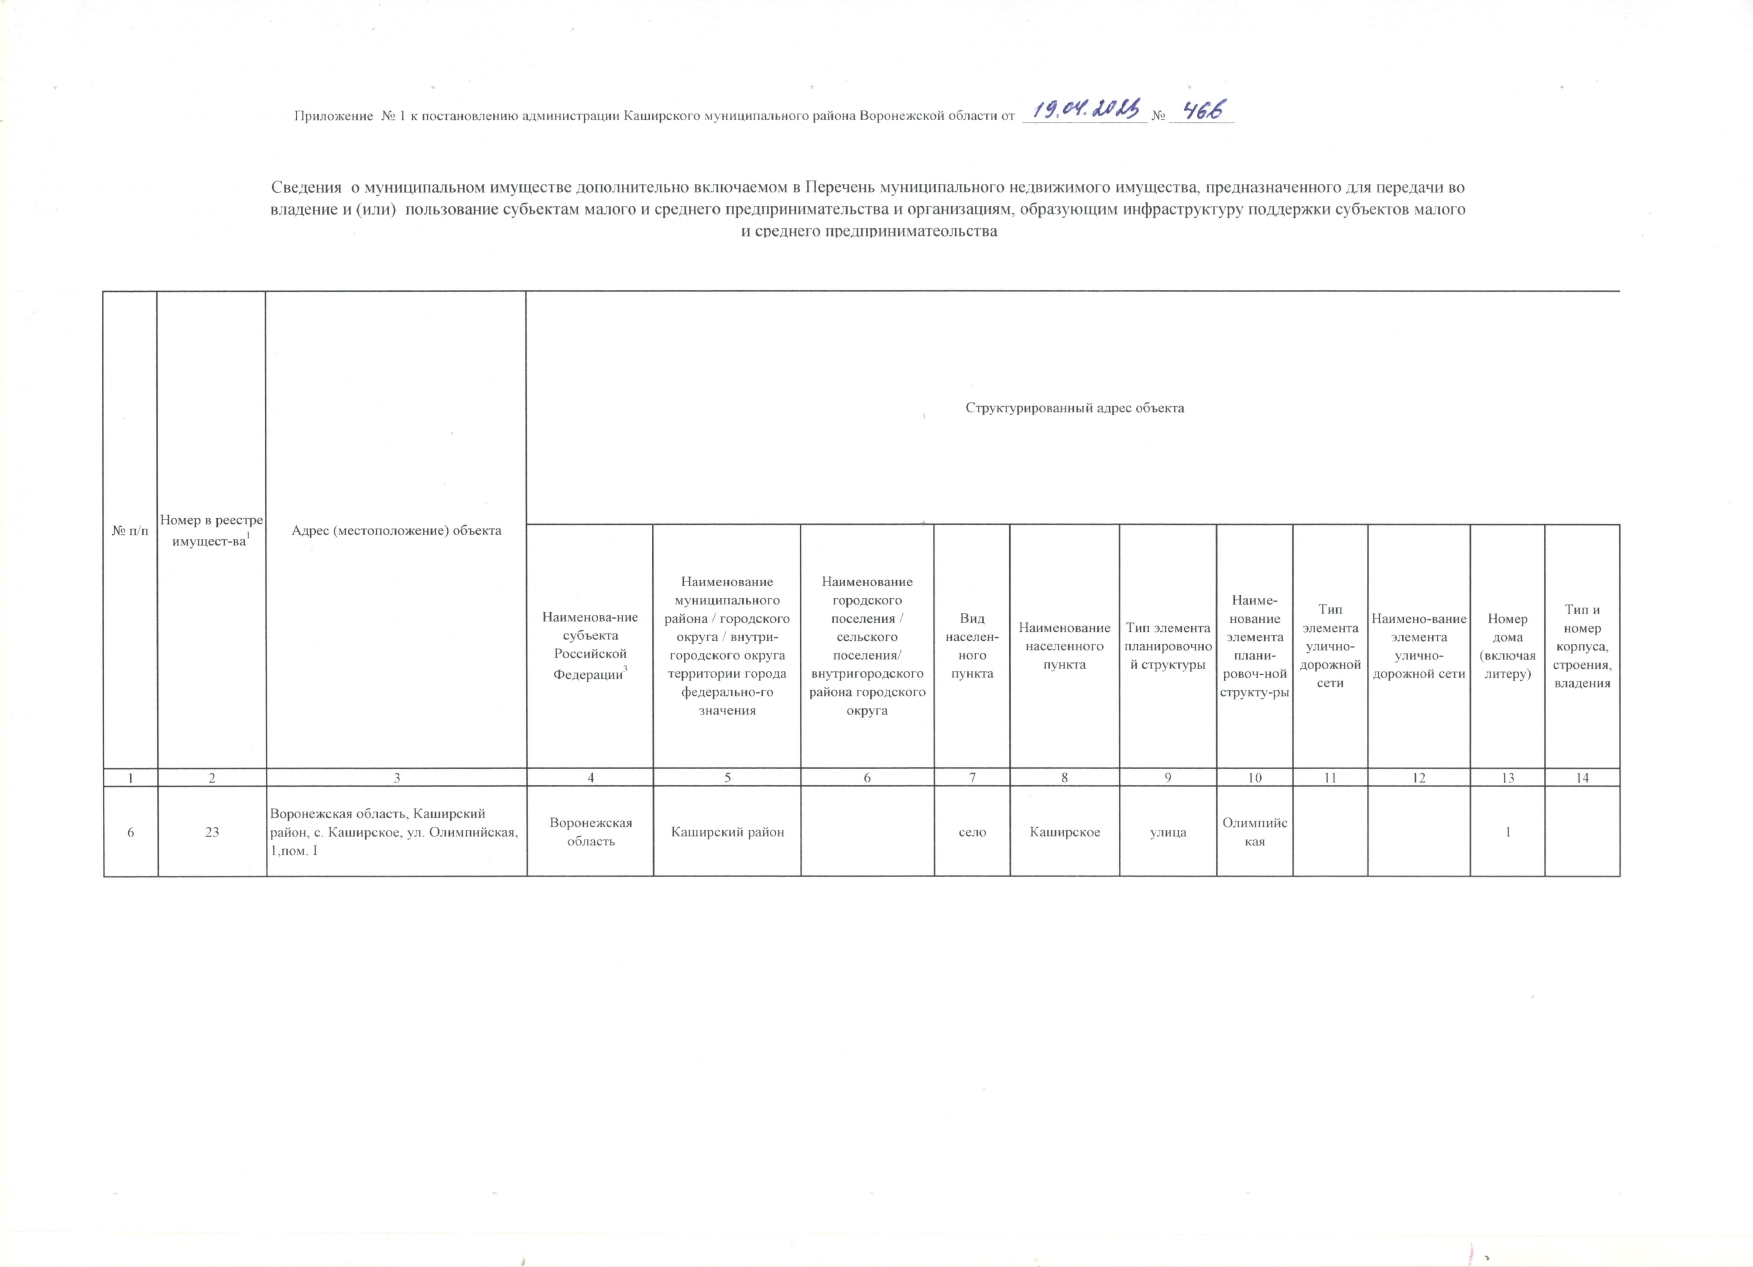 Приложение № 1 к постановлению администрации Каширского муниципального района Воронежской области от 19.04.2023 № 466
Сведения о муниципальном имуществе дополнительно включаемом в Перечень муниципального недвижимого имущества, предназначенного для передачи во
владение и (или) пользование субъектам малого и среднего предпринимательства и организациям, образующим инфраструктуру поддержки субъектов малого
и среднего предприниматеольства
№ п/п
Номер в реестре
имущест-ва1
Адрес (местоположение) объекта
Структурированный адрес объекта
Наименова-ние
субъекта
Российской
Федерации3
Наименование
муниципального
района / городского
округа / внутри-
городского округа
территории города
федерально-го
значения
Наименование
городского
поселения /
сельского
поселения/
внутригородского
района городского
округа
Вид
населен-
ного
пункта
Наименование
населенного
пункта
Тип элемента
планировочно
й структуры
Наиме-
нование
элемента
плани-
ровоч-ной
структу-ры
Тип
элемента
улично-
дорожной
сети
Наимено-вание
элемента
улично-
дорожной сети
Номер
дома
(включая
литеру)
Тип и
номер
корпуса,
строения,
владения
1 2 3 4 5 6 7 8 9 10 11 12 13 14
6
23
Воронежская область, Каширский
район, с. Каширское, ул. Олимпийская,
1,пом. 1
Воронежская
область
Каширский район
село
Каширское
улица
Олимпийс
кая
1